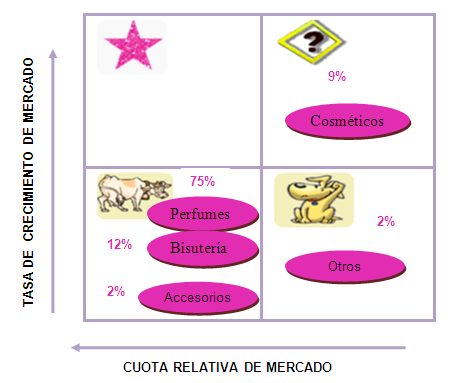 TASA DE CRECIMIENTO DE MERCADO
?
9%
Cosméticos
75%
Perfumes
12%
Bisutería
2%
Accesorios
2%
Otros
CUOTA RELATIVA DE MERCADO